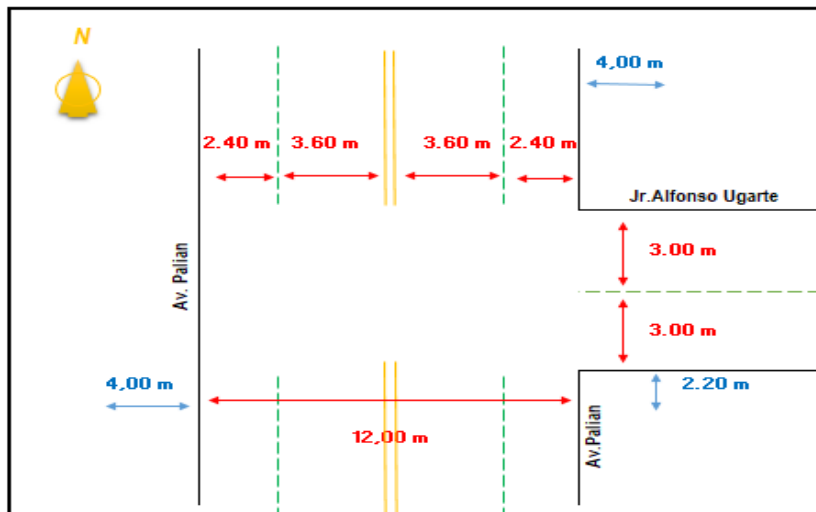 N
4,00 m
2.40 m
3.60 m
3.60 m
2.40 m
Jr.Alfonso Ugarte
3.00 m
Av. Palian
3.00 m
4,00 m
2.20 m
12,00 m
Av.Palian